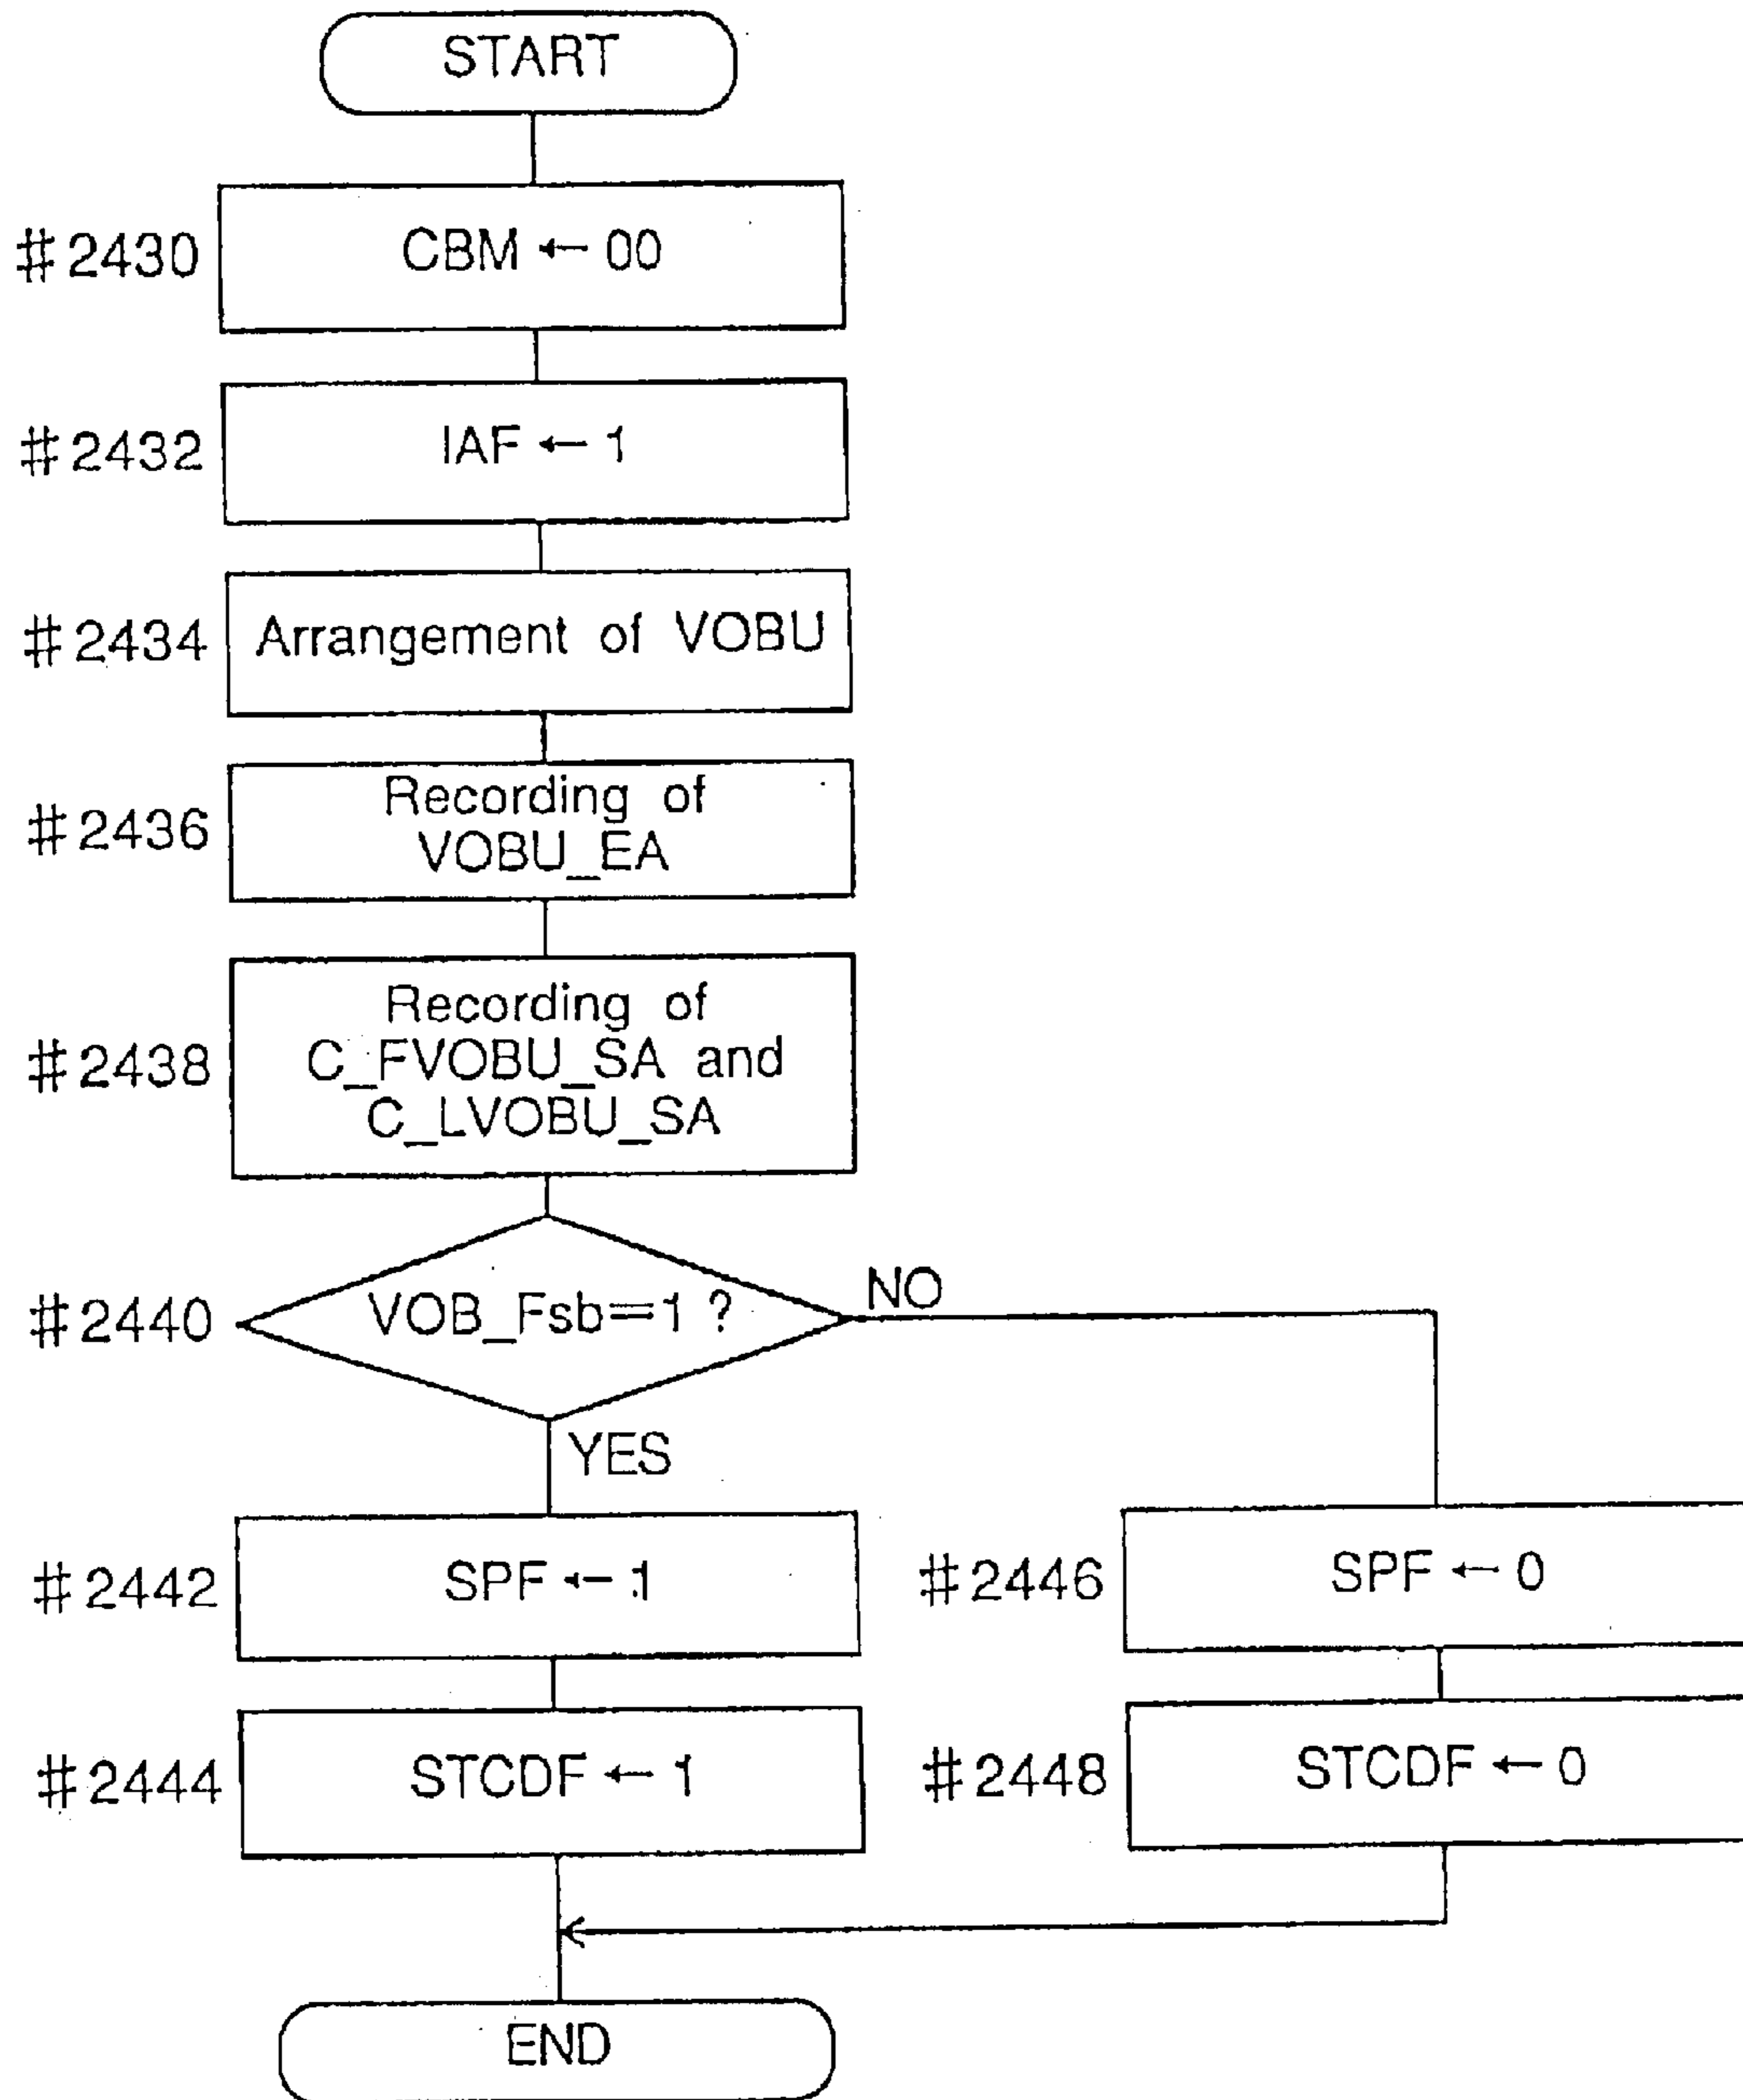 START
#2430
CBM ← 00
#2432
IAF ← 1
#2434
Arrangement of VOBU
#2436
Recording of
VOBU_EA
#2438
Recording of
C_FVOBU_SA and
C_LVOBU_SA
#2440
VOB_Fsb=1 ?
NO
YES
#2442
SPF ← 1
#2446
SPF ← 0
#2444
STCDF ← 1
#2448
STCDF ← 0
END